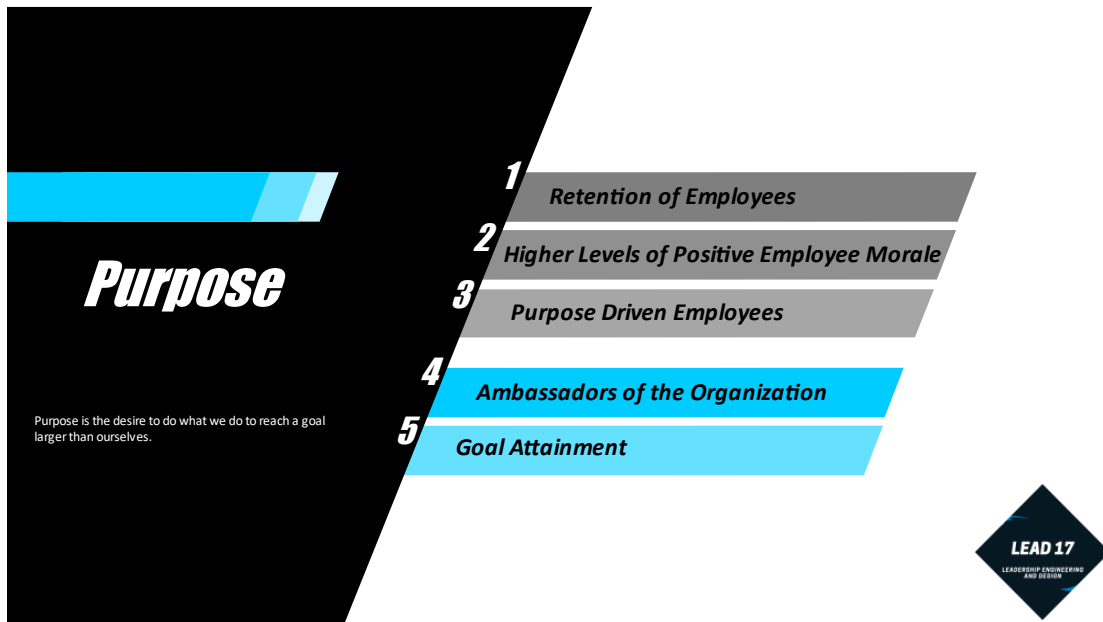 Purpose
Purpose is the desire to do what we do to reach a goal
larger than ourselves.
1
Retention of Employees
2
Higher Levels of Positive Employee Morale
3
Purpose Driven Employees
4
Ambassadors of the Organization
5
Goal Attainment
LEAD 17
LEADERSHIP ENGINEERING
AND DESIGN